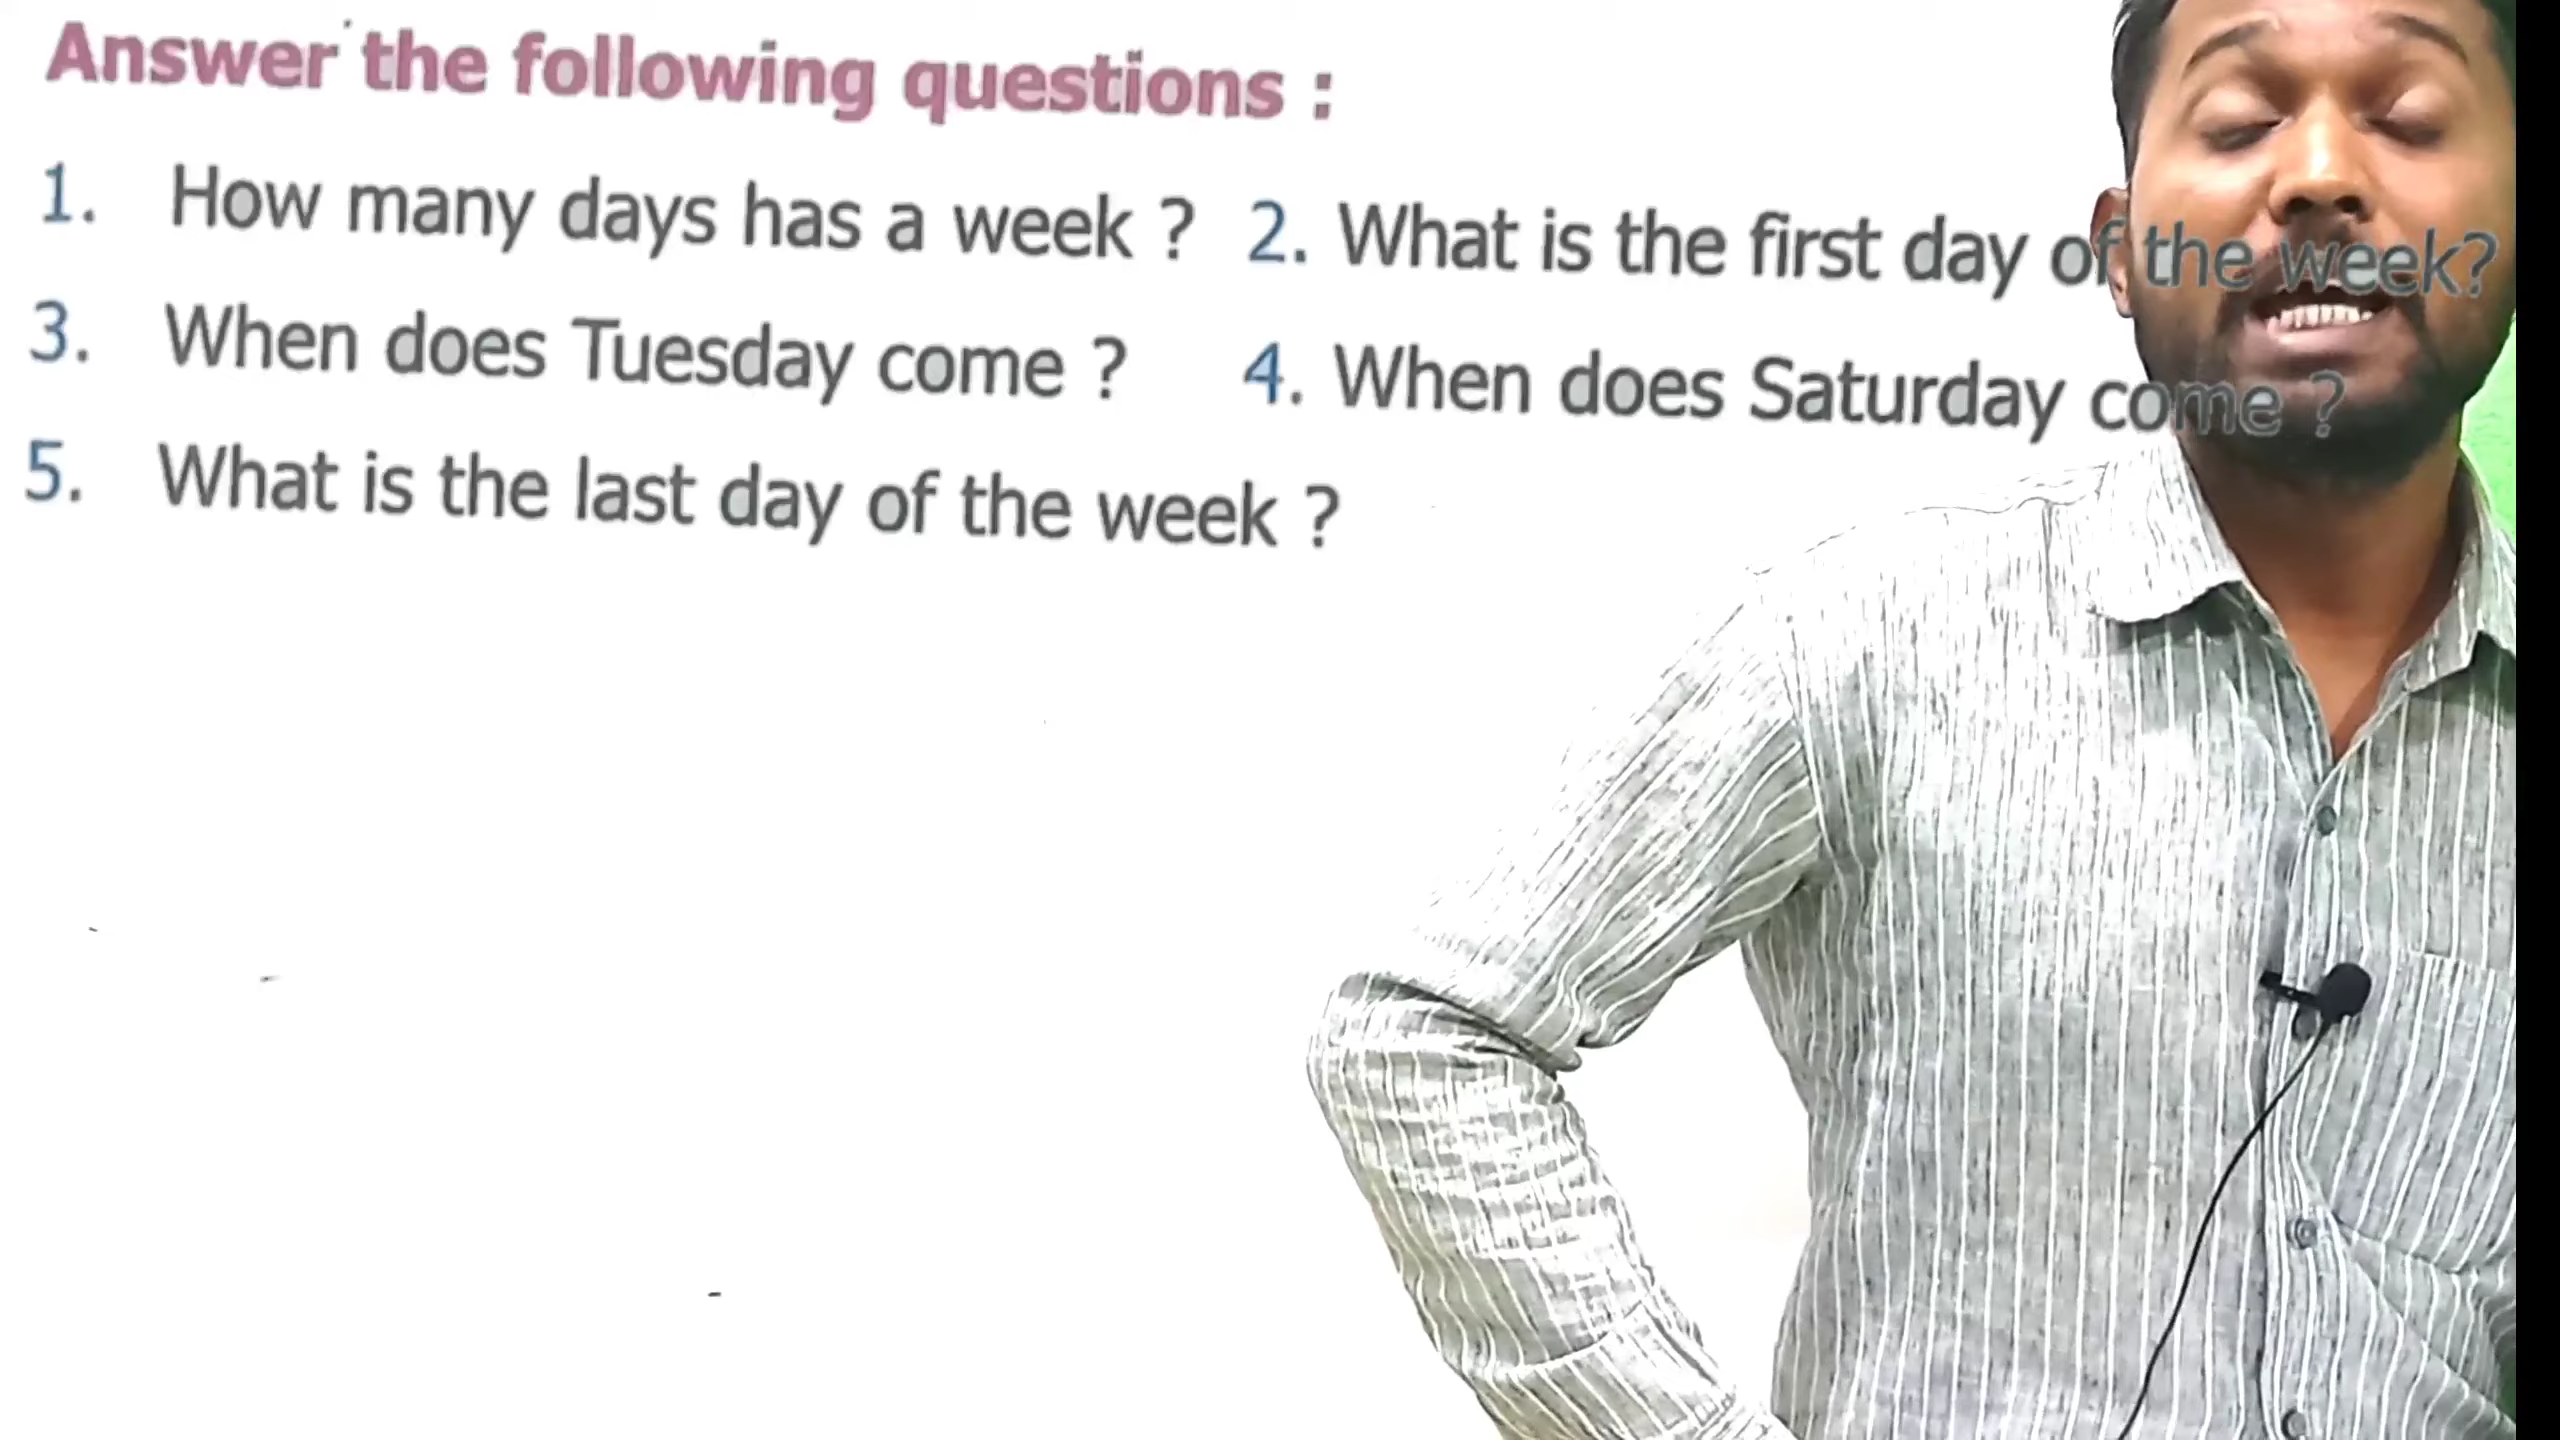 Answer the following questions :
1. How many days has a week ? 2. What is the first day of the week?
3. When does Tuesday come ? 4. When does Saturday come ?
5. What is the last day of the week ?